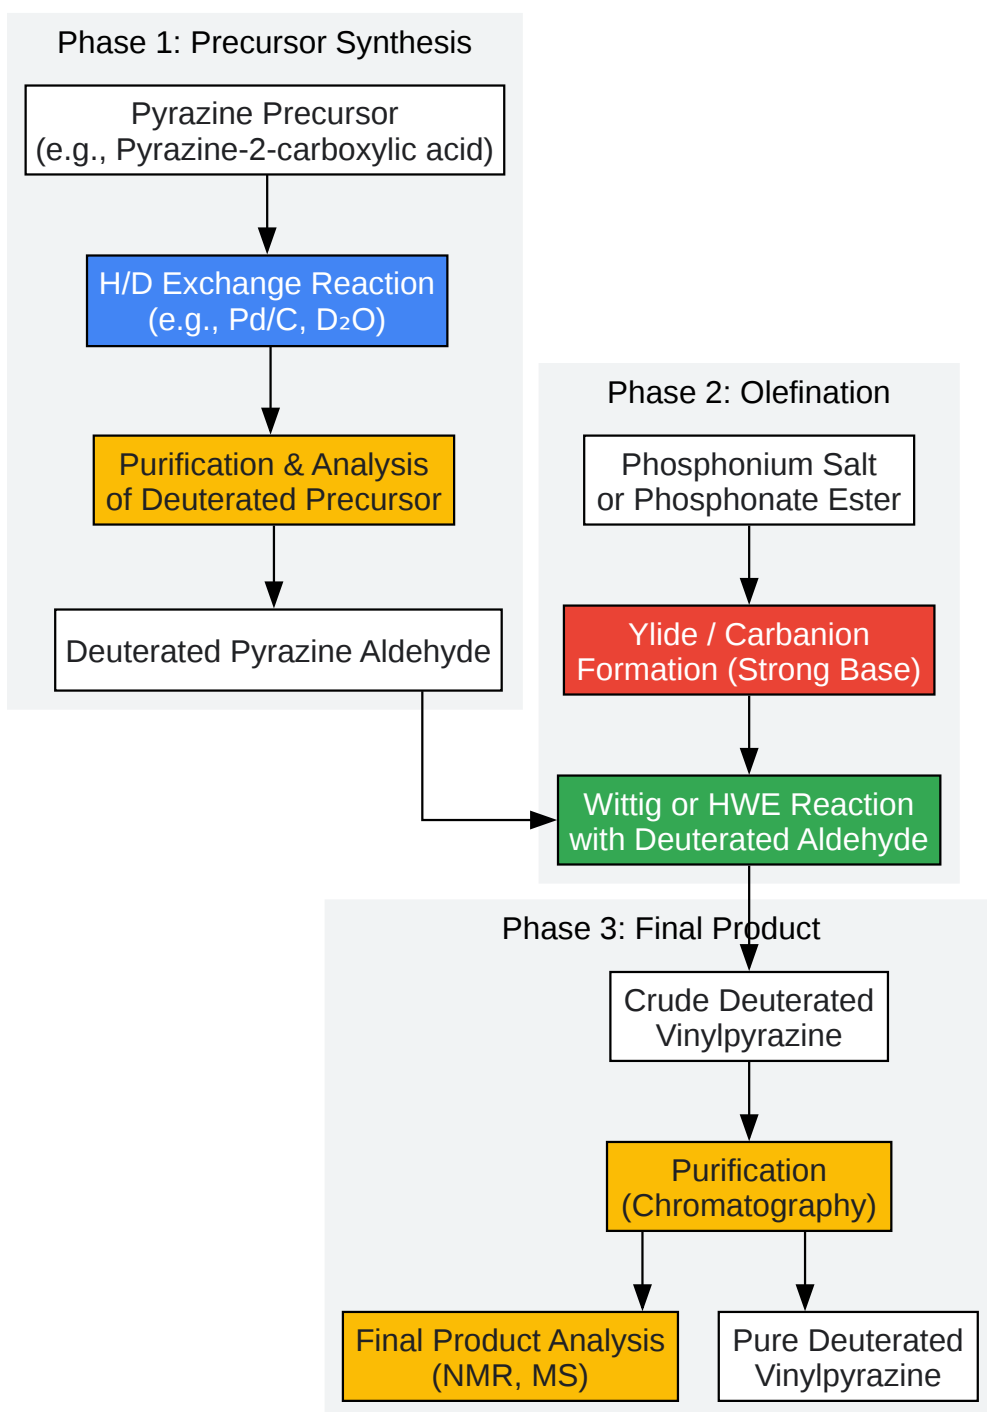 Phase 1: Precursor Synthesis
Pyrazine Precursor
(e.g., Pyrazine-2-carboxylic acid)
H/D Exchange Reaction
(e.g., Pd/C, D₂O)
Purification & Analysis
of Deuterated Precursor
Deuterated Pyrazine Aldehyde
Phase 2: Olefination
Phosphonium Salt
or Phosphonate Ester
Ylide / Carbanion
Formation (Strong Base)
Wittig or HWE Reaction
with Deuterated Aldehyde
Phase 3: Final Product
Crude Deuterated
Vinylpyrazine
Purification
(Chromatography)
Final Product Analysis
(NMR, MS)
Pure Deuterated
Vinylpyrazine